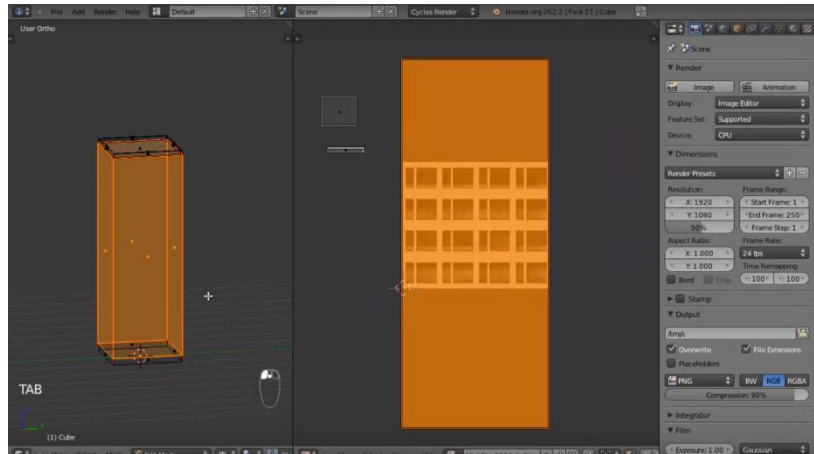 File Add Render Help Default Scene Cycles Render blender.org 262.2 | Fa:4-21 | Cube
User Ortho
Scene
Render
Image Animation
Display: Image Editor
Feature Set: Supported
Device: CPU
Dimensions
Render Presets
Resolution: Frame Range:
X: 1920 Start Frame: 1
Y: 1080 End Frame: 250
50% Frame Step: 1
Aspect Ratio: Frame Rate:
X: 1.000 24 fps
Y: 1.000 Time Remapping:
Bord Crop : 100 : 100
Stamp
Output
/tmp\
Overwrite File Extensions
Placeholders
PNG BW RGB RGBA
Compression: 90%
Integrator
Film
Exposure: 1.00 Gaussian
TAB
(1) Cube